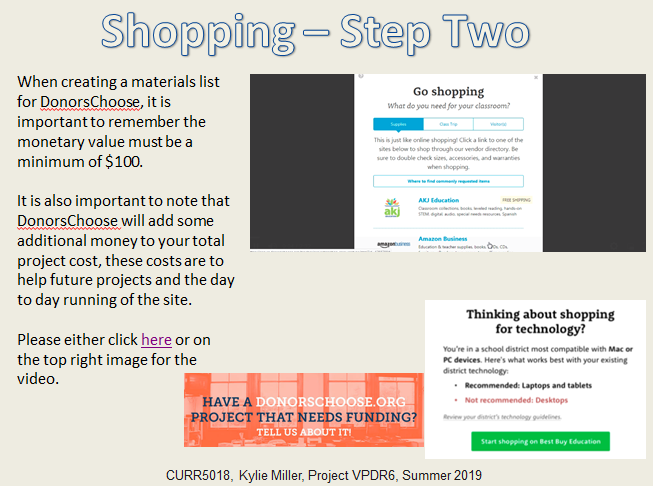 Shopping – Step Two
When creating a materials list
for DonorsChoose, it is
important to remember the
monetary value must be a
minimum of $100.
It is also important to note that
DonorsChoose will add some
additional money to your total
project cost, these costs are to
help future projects and the day
to day running of the site.
Please either click here or on
the top right image for the
video.
Go shopping
What do you need for your classroom?
Supplies Class Trip Visitor(s)
This is just like online shopping! Click a link to one of the
sites below to shop through our vendor directory. Be
sure to double check sizes, accessories, and warranties
when shopping.
Where to find commonly requested items
akj
AKJ Education
FREE SHIPPING
Classroom collections: books, leveled reading, hands-on
STEM, digital, audio, special needs resources, Spanish
amazonbusiness
Amazon Business
Education & teacher supplies, books, CDs,
Thinking about shopping
for technology?
You're in a school district most compatible with Mac or
PC devices. Here's what works best with your existing
district technology:
• Recommended: Laptops and tablets
• Not recommended: Desktops
Review your district's technology guidelines.
Start shopping on Best Buy Education
HAVE A DONORSCHOOSE.ORG
PROJECT THAT NEEDS FUNDING?
TELL US ABOUT IT!
CURR5018, Kylie Miller, Project VPDR6, Summer 2019